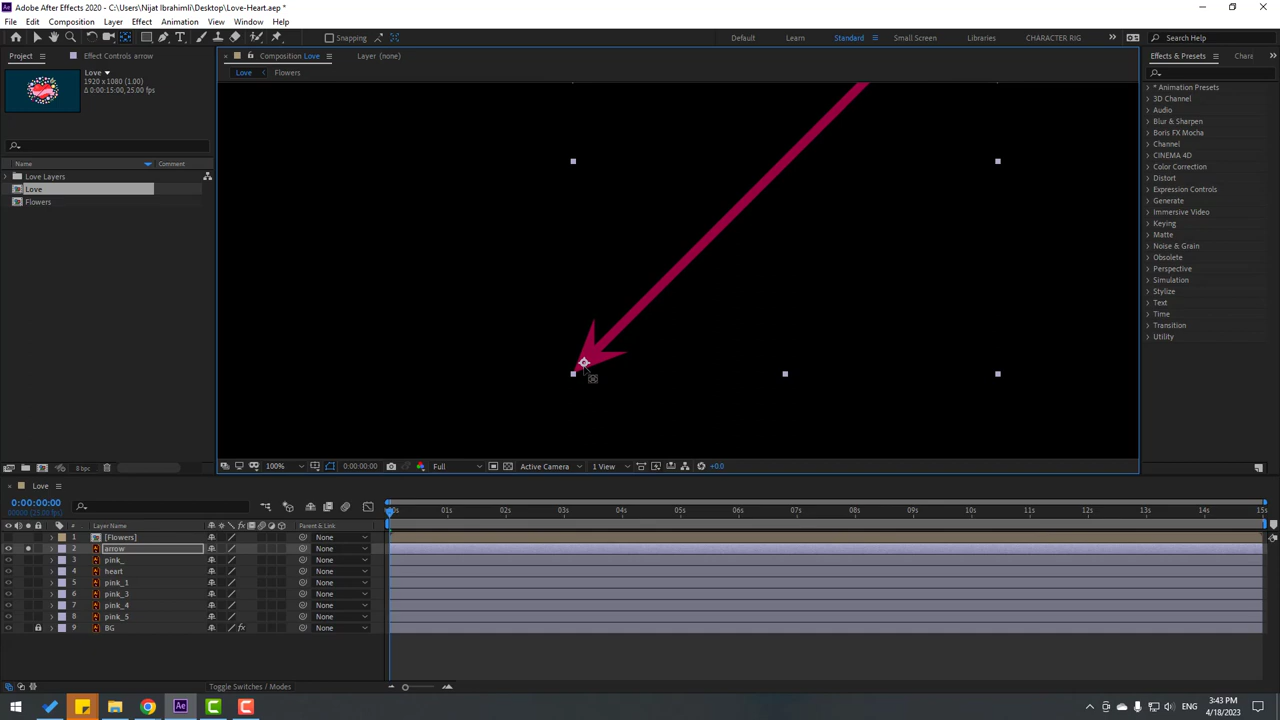 Adobe After Effects 2020 - C:\Users\Nijat Ibrahimli\Desktop\Love-Heart.aep *
File Edit Composition Layer Effect Animation View Window Help
Snapping
Default Learn Standard Small Screen Libraries CHARACTER RIG Search Help
Project Effect Controls arrow
Composition Love
Layer (none)
Effects & Presets
Chara
Love
1920 x 1080 (1.00)
Δ 0:00:15:00, 25.00 fps
Love Flowers
Name Comment
Love Layers
Love
Flowers
* Animation Presets
3D Channel
Audio
Blur & Sharpen
Boris FX Mocha
Channel
CINEMA 4D
Color Correction
Distort
Expression Controls
Generate
Immersive Video
Keying
Matte
Noise & Grain
Obsolete
Perspective
Simulation
Stylize
Text
Time
Transition
Utility
8 bpc
100% 0:00:00:00 Full Active Camera 1 View +0.0
Love
0:00:00:00
00000 (25.00 fps)
# Layer Name fx Parent & Link
00s 01s 02s 03s 04s 05s 06s 07s 08s 09s 10s 11s 12s 13s 14s 15s
1 [Flowers] None
2 arrow None
3 pink_ None
4 heart None
5 pink_1 None
6 pink_3 None
7 pink_4 None
8 pink_5 None
9 BG fx None
Toggle Switches / Modes
Ae
ENG
3:43 PM
4/18/2023